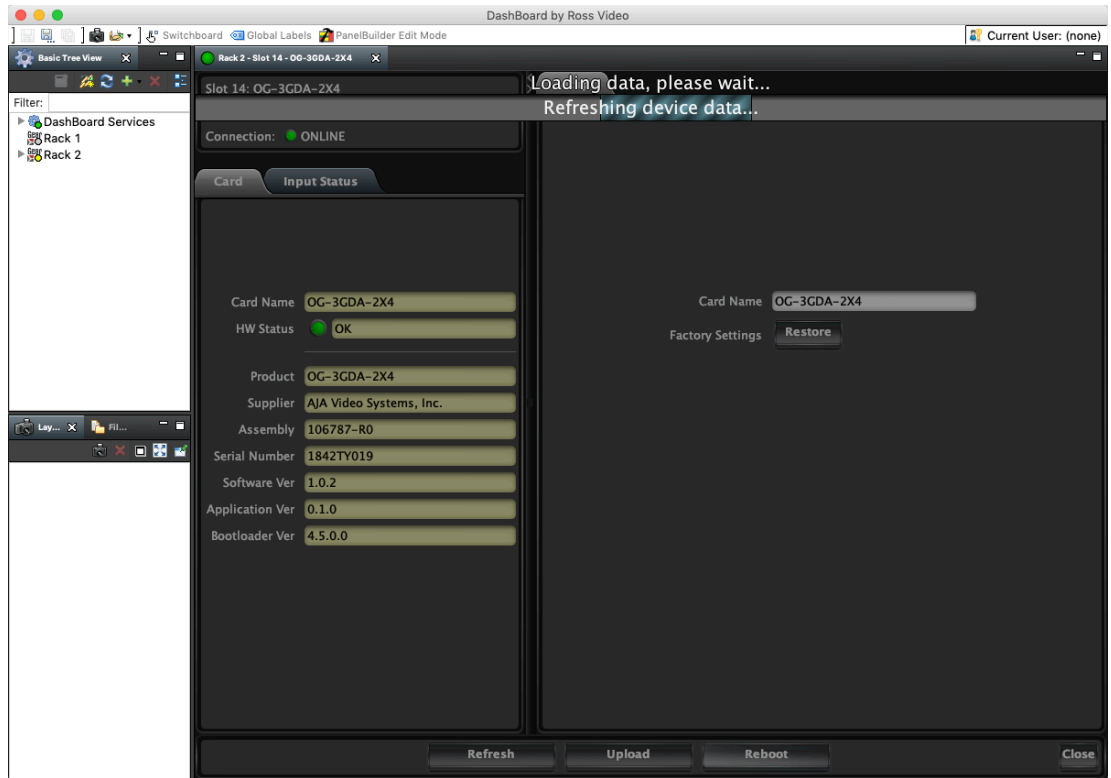 DashBoard by Ross Video
Switchboard Global Labels PanelBuilder Edit Mode
Current User: (none)
Basic Tree View
Rack 2 - Slot 14 - OG-3GDA-2X4
Filter:
DashBoard Services
Rack 1
Rack 2
Slot 14: OG-3GDA-2X4
Loading data, please wait...
Refreshing device data...
Connection: ONLINE
Card Input Status
Card Name OG-3GDA-2X4
HW Status OK
Product OG-3GDA-2X4
Supplier AJA Video Systems, Inc.
Assembly 106787-R0
Serial Number 1842TY019
Software Ver 1.0.2
Application Ver 0.1.0
Bootloader Ver 4.5.0.0
Card Name OG-3GDA-2X4
Factory Settings Restore
Lay... Fil...
Refresh Upload Reboot Close